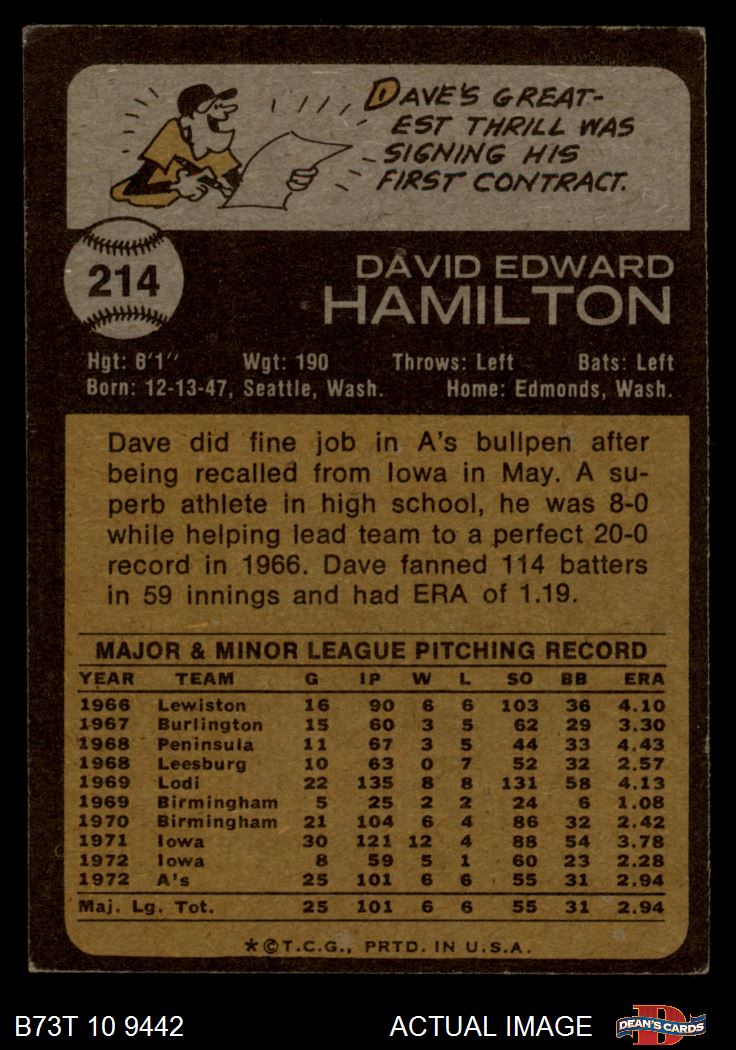 DAVE'S GREAT-
EST THRILL WAS
SIGNING HIS
FIRST CONTRACT.
214
DAVID EDWARD
HAMILTON
Hgt: 6'1" Wgt: 190 Throws: Left Bats: Left
Born: 12-13-47, Seattle, Wash. Home: Edmonds, Wash.
Dave did fine job in A's bullpen after
being recalled from Iowa in May. A su-
perb athlete in high school, he was 8-0
while helping lead team to a perfect 20-0
record in 1966. Dave fanned 114 batters
in 59 innings and had ERA of 1.19.
MAJOR & MINOR LEAGUE PITCHING RECORD
YEAR TEAM G IP W L SO BB ERA
1966 Lewiston 16 90 6 6 103 36 4.10
1967 Burlington 15 60 3 5 62 29 3.30
1968 Peninsula 11 67 3 5 44 33 4.43
1968 Leesburg 10 63 0 7 52 32 2.57
1969 Lodi 22 135 8 8 131 58 4.13
1969 Birmingham 5 25 2 2 24 6 1.08
1970 Birmingham 21 104 6 4 86 32 2.42
1971 Iowa 30 121 12 4 88 54 3.78
1972 Iowa 8 59 5 1 60 23 2.28
1972 A's 25 101 6 6 55 31 2.94
Maj. Lg. Tot. 25 101 6 6 55 31 2.94
*©T.C.G., PRTD. IN U.S.A.
B73T 10 9442 ACTUAL IMAGE D DEAN'S CARDS